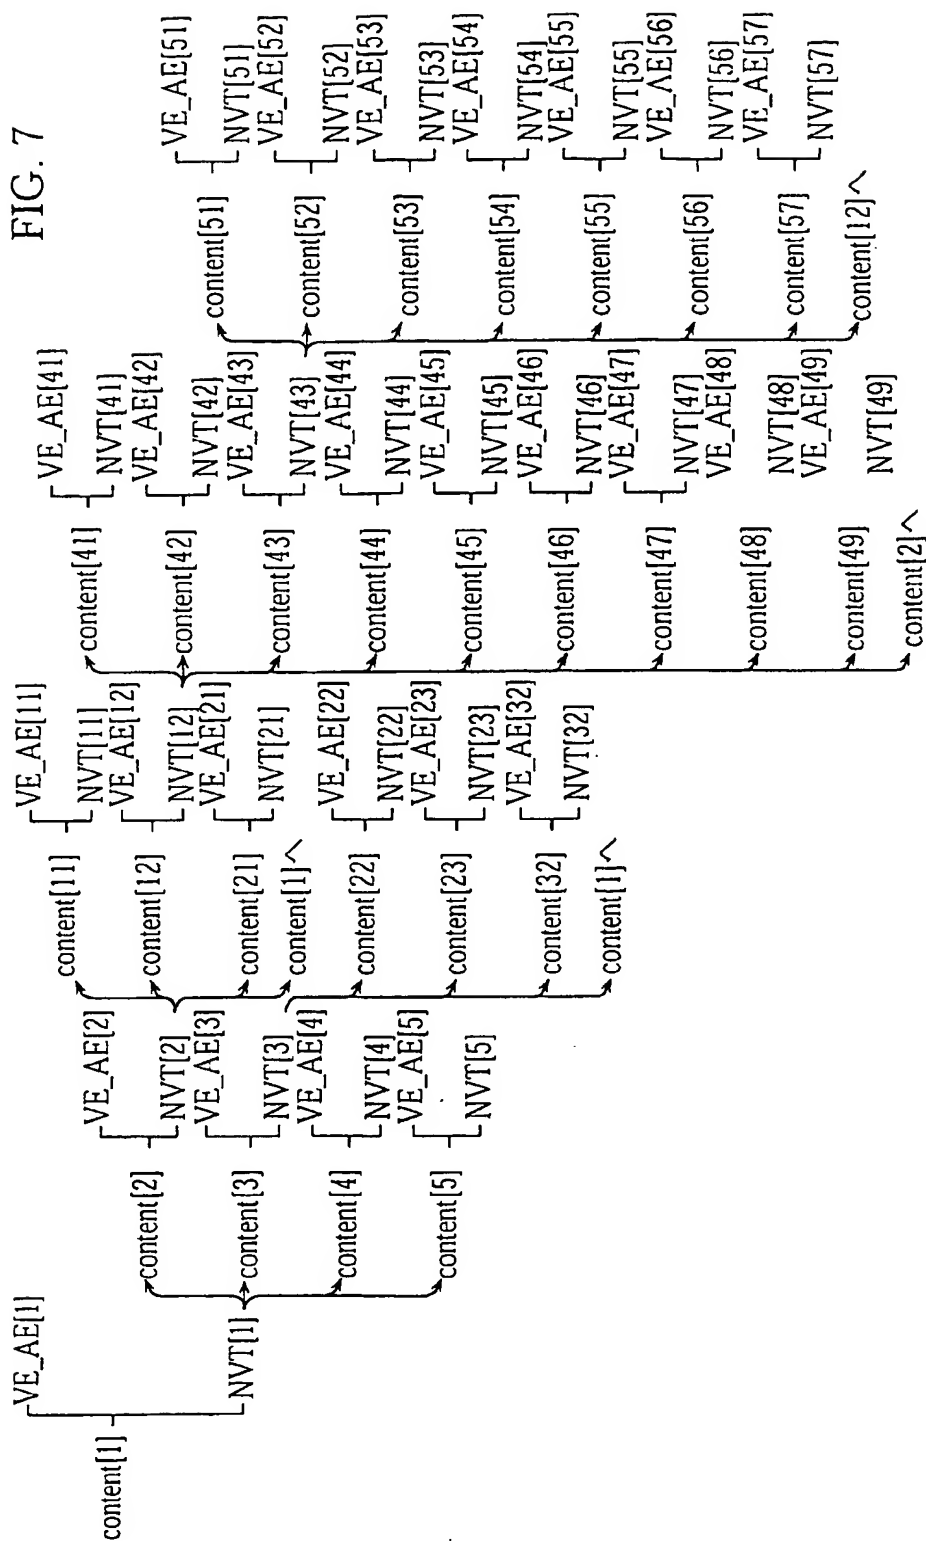 FIG. 7
content[1]
VE_AE[1]
NVT[1]
content[2]
content[3]
content[4]
content[5]
VE_AE[2]
NVT[2]
VE_AE[3]
NVT[3]
VE_AE[4]
NVT[4]
VE_AE[5]
NVT[5]
content[11]
content[12]
content[21]
content[1]へ
content[22]
content[23]
content[32]
content[1]へ
VE_AE[11]
NVT[11]
VE_AE[12]
NVT[12]
VE_AE[21]
NVT[21]
VE_AE[22]
NVT[22]
VE_AE[23]
NVT[23]
VE_AE[32]
NVT[32]
content[41]
content[42]
content[43]
content[44]
content[45]
content[46]
content[47]
content[48]
content[49]
content[2]へ
VE_AE[41]
NVT[41]
VE_AE[42]
NVT[42]
VE_AE[43]
NVT[43]
VE_AE[44]
NVT[44]
VE_AE[45]
NVT[45]
VE_AE[46]
NVT[46]
VE_AE[47]
NVT[47]
VE_AE[48]
NVT[48]
VE_AE[49]
NVT[49]
content[51]
content[52]
content[53]
content[54]
content[55]
content[56]
content[57]
content[12]へ
VE_AE[51]
NVT[51]
VE_AE[52]
NVT[52]
VE_AE[53]
NVT[53]
VE_AE[54]
NVT[54]
VE_AE[55]
NVT[55]
VE_AE[56]
NVT[56]
VE_AE[57]
NVT[57]